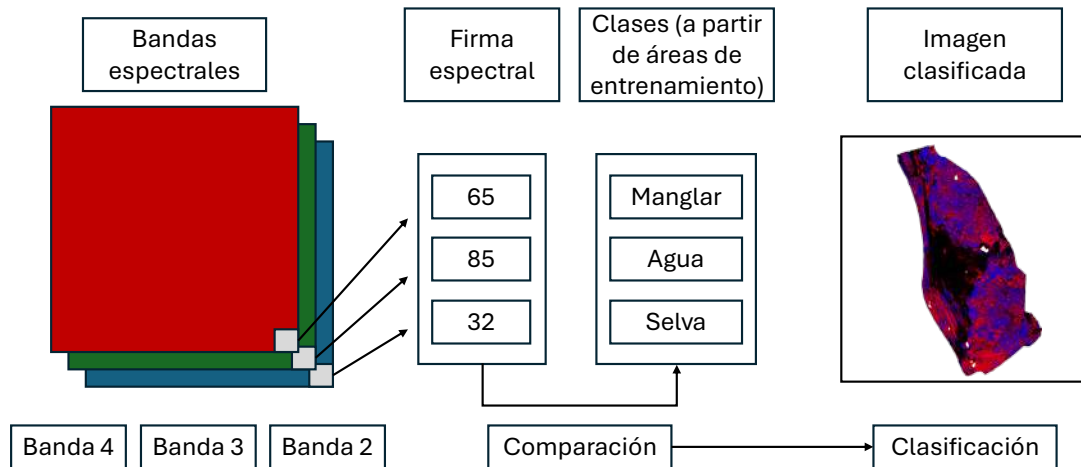 Bandas
espectrales
Firma
espectral
Clases (a partir
de áreas de
entrenamiento)
Imagen
clasificada
65
85
32
Manglar
Agua
Selva
Banda 4
Banda 3
Banda 2
Comparación
Clasificación